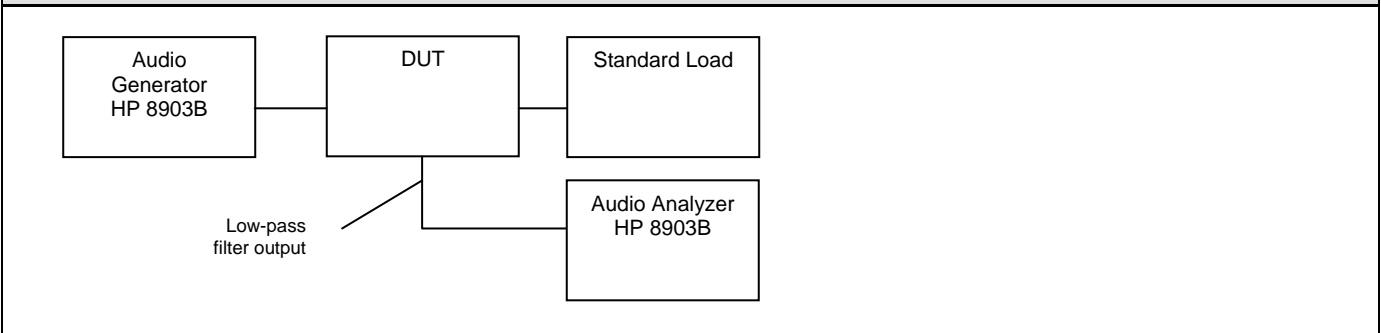 Audio
Generator
HP 8903B
DUT
Standard Load
Audio Analyzer
HP 8903B
Low-pass
filter output